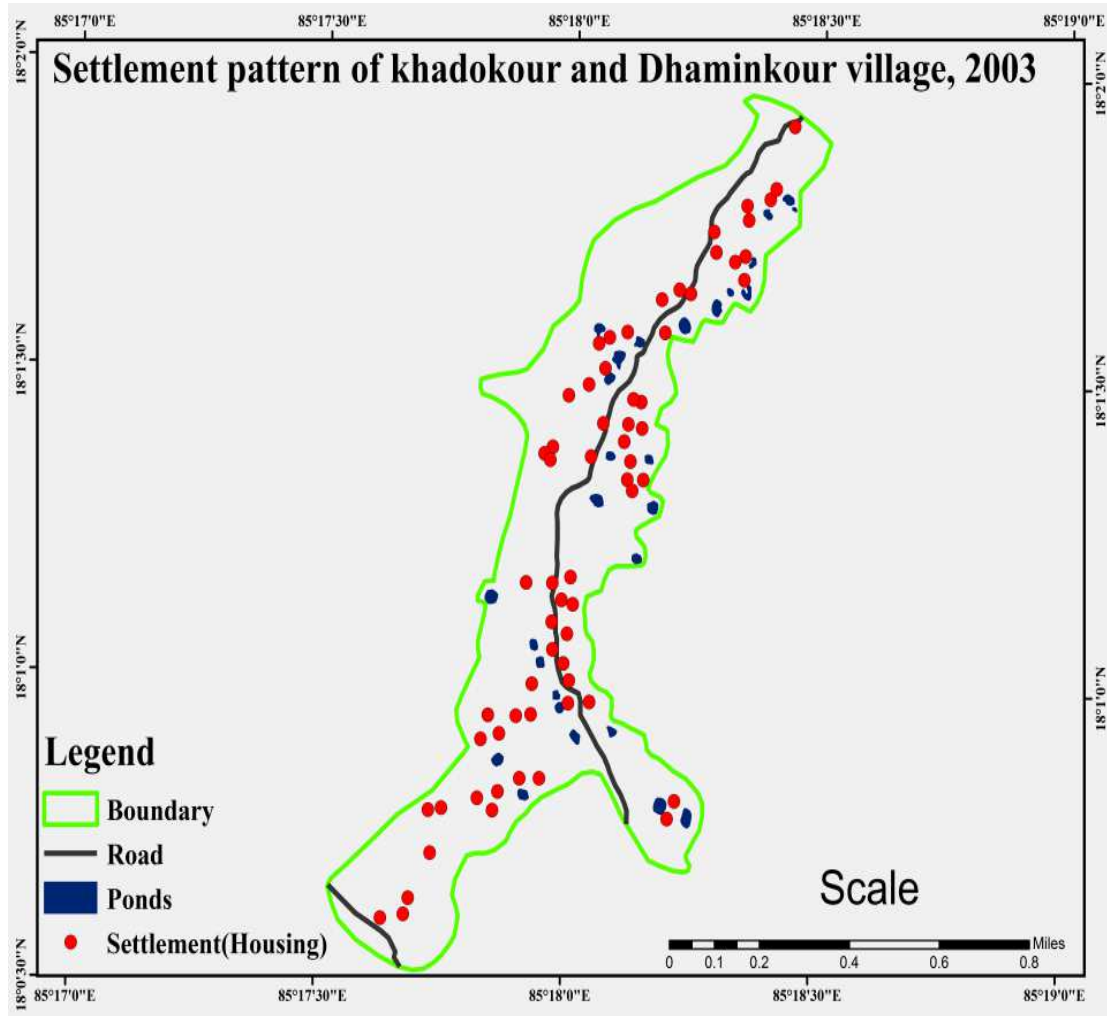 85°17'0"E 85°17'30"E 85°18'0"E 85°18'30"E 85°19'0"E
Settlement pattern of khadokour and Dhaminkour village, 2003
18°2'0"N
18°2'0"N
18°1'30"N
18°1'30"N
18°1'0"N
18°1'0"N
Legend
Boundary
Road
Ponds
Settlement(Housing)
Scale
Miles
0 0.1 0.2 0.4 0.6 0.8
18°0'30"N
85°17'0"E 85°17'30"E 85°18'0"E 85°18'30"E 85°19'0"E